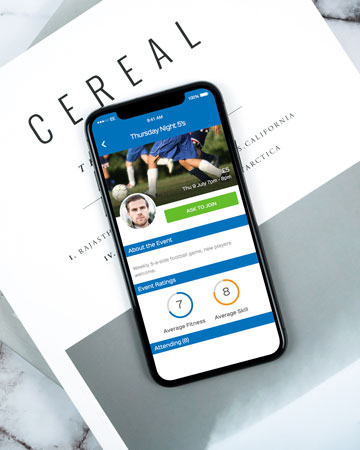 CEREAL
CALIFORNIA
I. RAJASTH
IV.
9:41 AM
100%
Thursday Night 5's
Thu 9 July 7pm - 8pm
ASK TO JOIN
About the Event
Weekly 5-a-side football game, new players
welcome.
Event Ratings
7
8
Average Fitness
Average Skill
Attending (8)